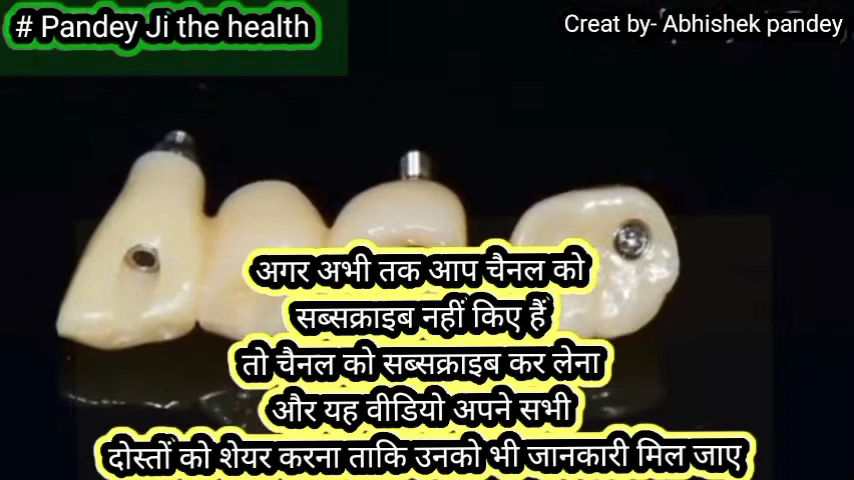 # Pandey Ji the health
Creat by- Abhishek pandey
अगर अभी तक आप चैनल को
सब्सक्राइब नहीं किए हैं
तो चैनल को सब्सक्राइब कर लेना
और यह वीडियो अपने सभी
दोस्तों को शेयर करना ताकि उनको भी जानकारी मिल जाए